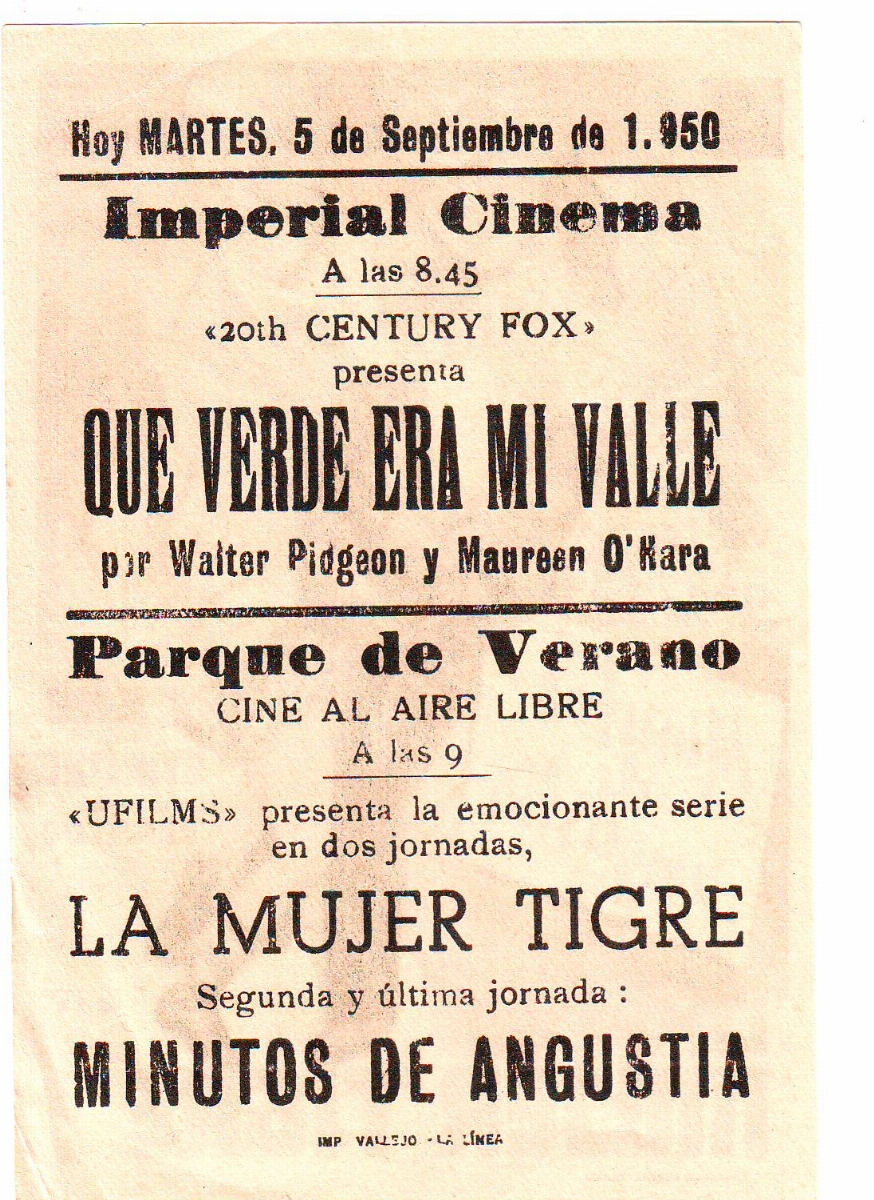 Hoy MARTES, 5 de Septiembre de 1.950
Imperial Cinema
A las 8.45
«20th CENTURY FOX»
presenta
QUE VERDE ERA MI VALLE
por Walter Pidgeon y Maureen O'Hara
Parque de Verano
CINE AL AIRE LIBRE
A las 9
«UFILMS» presenta la emocionante serie
en dos jornadas,
LA MUJER TIGRE
Segunda y última jornada :
MINUTOS DE ANGUSTIA
IMP VALLEJO - LA LÍNEA